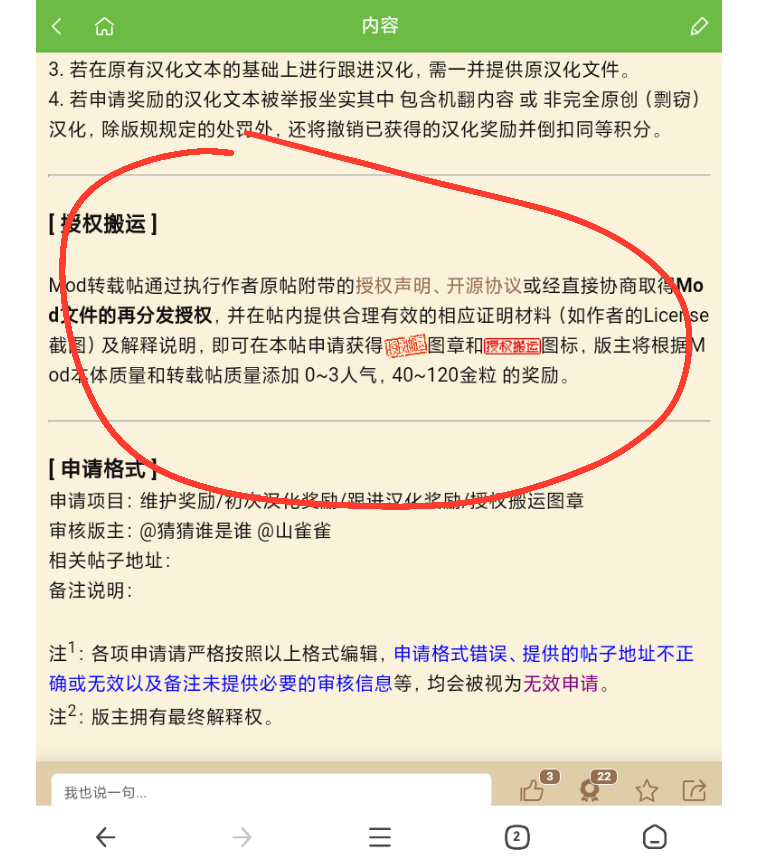 内容
3. 若在原有汉化文本的基础上进行跟进汉化，需一并提供原汉化文件。
4. 若申请奖励的汉化文本被举报坐实其中 包含机翻内容 或 非完全原创（剽窃）
汉化，除版规规定的处罚外，还将撤销已获得的汉化奖励并倒扣同等积分。
[ 授权搬运 ]
Mod转载帖通过执行作者原帖附带的授权声明、开源协议或经直接协商取得Mo
d文件的再分发授权，并在帖内提供合理有效的相应证明材料（如作者的License
截图）及解释说明，即可在本帖申请获得图章和授权搬运图标，版主将根据M
od本体质量和转载帖质量添加 0~3人气，40~120金粒 的奖励。
[ 申请格式 ]
申请项目：维护奖励/初次汉化奖励/跟进汉化奖励/授权搬运图章
审核版主：@猜猜谁是谁 @山雀雀
相关帖子地址：
备注说明：
注1：各项申请请严格按照以上格式编辑，申请格式错误、提供的帖子地址不正
确或无效以及备注未提供必要的审核信息等，均会被视为无效申请。
注2：版主拥有最终解释权。
我也说一句...
3
22
2